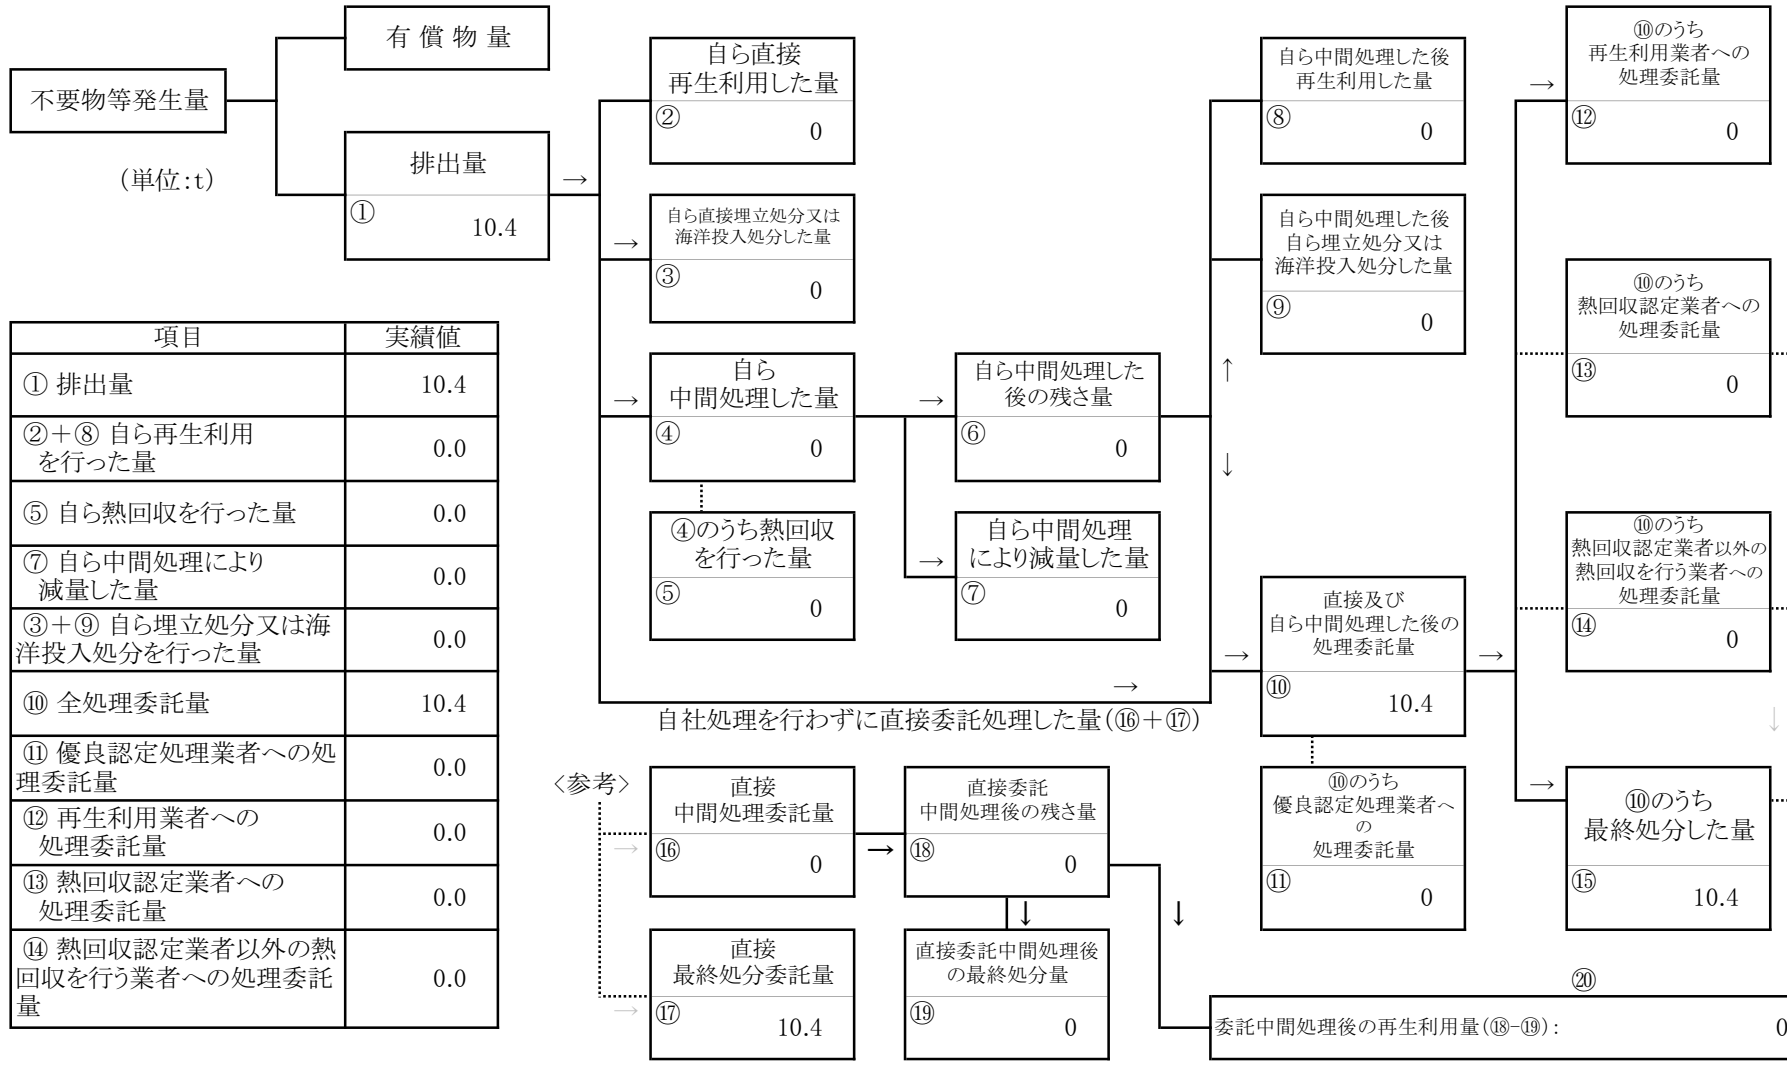 不要物等発生量
(単位:t)
有 償 物 量
排出量
①
10.4
→
自ら直接
再生利用した量
②
0
→
自ら直接埋立処分又は
海洋投入処分した量
③
0
→
自ら
中間処理した量
④
0
④のうち熱回収
を行った量
⑤
0
→
自ら中間処理した
後の残さ量
⑥
0
→
自ら中間処理
により減量した量
⑦
0
↑
↓
自ら中間処理した後
再生利用した量
⑧
0
自ら中間処理した後
自ら埋立処分又は
海洋投入処分した量
⑨
0
→
自社処理を行わずに直接委託処理した量(⑯+⑰)
→
直接及び
自ら中間処理した後の
処理委託量
⑩
10.4
→
⑩のうち
優良認定処理業者へ
の
処理委託量
⑪
0
→
⑩のうち
再生利用業者への
処理委託量
⑫
0
⑩のうち
熱回収認定業者への
処理委託量
⑬
0
⑩のうち
熱回収認定業者以外の
熱回収を行う業者への
処理委託量
⑭
0
↓
→
⑩のうち
最終処分した量
⑮
10.4
項目 実績値
① 排出量 10.4
②+⑧ 自ら再生利用
を行った量 0.0
⑤ 自ら熱回収を行った量 0.0
⑦ 自ら中間処理により
減量した量 0.0
③+⑨ 自ら埋立処分又は海
洋投入処分を行った量 0.0
⑩ 全処理委託量 10.4
⑪ 優良認定処理業者への処
理委託量 0.0
⑫ 再生利用業者への
処理委託量 0.0
⑬ 熱回収認定業者への
処理委託量 0.0
⑭ 熱回収認定業者以外の熱
回収を行う業者への処理委託
量 0.0
〈参考〉
→
直接
中間処理委託量
⑯
0
→
直接委託
中間処理後の残さ量
⑱
0
↓
↓
→
直接
最終処分委託量
⑰
10.4
直接委託中間処理後
の最終処分量
⑲
0
⑳
委託中間処理後の再生利用量(⑱-⑲): 0